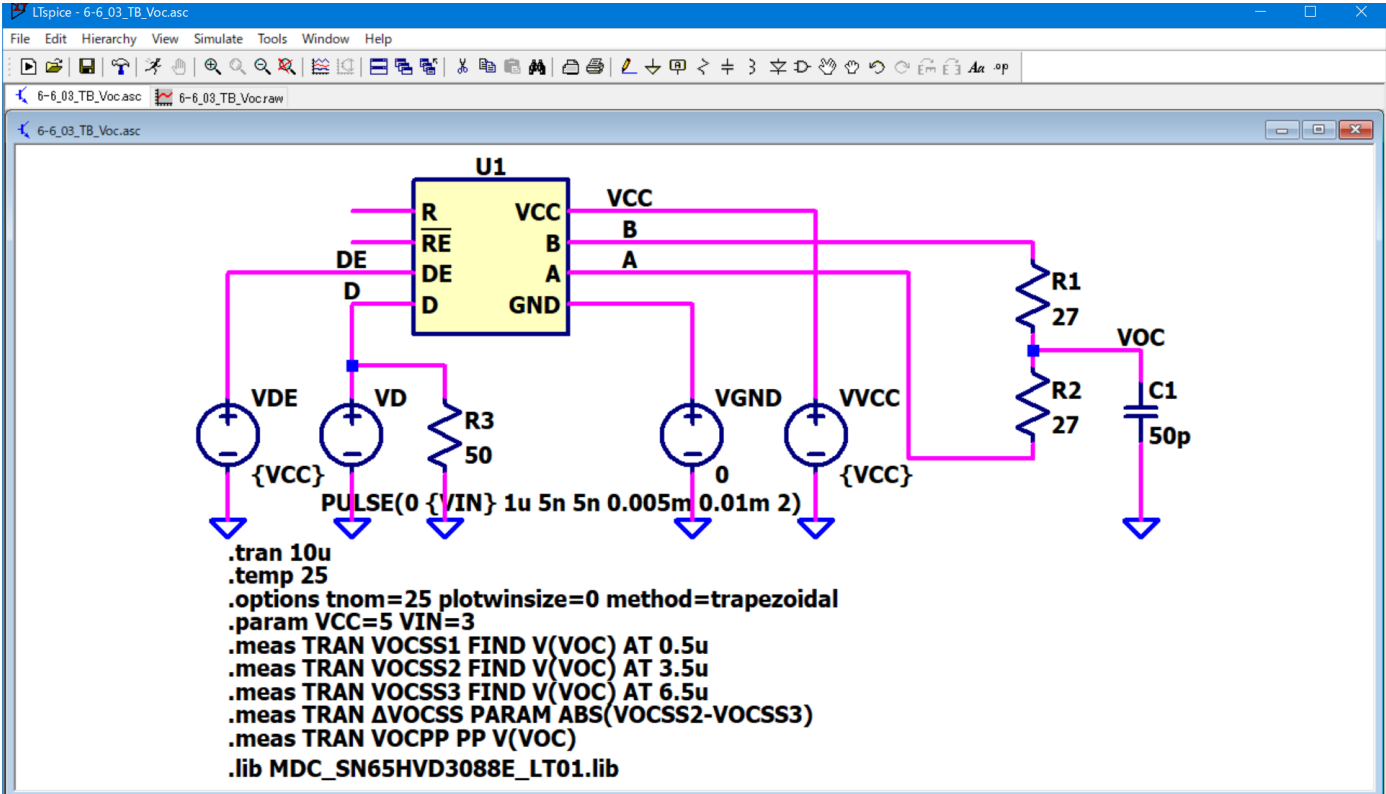 LTspice - 6-6_03_TB_Voc.asc
File Edit Hierarchy View Simulate Tools Window Help
Aa .op
6-6_03_TB_Voc.asc 6-6_03_TB_Voc.raw
6-6_03_TB_Voc.asc
U1
R VCC VCC
RE B B
DE DE A A
D D GND
R1
27
VOC
VDE VD R3 VGND VVCC R2 C1
50 27 50p
{VCC} 0 {VCC}
PULSE(0 {VIN} 1u 5n 5n 0.005m 0.01m 2)
.tran 10u
.temp 25
.options tnom=25 plotwinsize=0 method=trapezoidal
.param VCC=5 VIN=3
.meas TRAN VOCSS1 FIND V(VOC) AT 0.5u
.meas TRAN VOCSS2 FIND V(VOC) AT 3.5u
.meas TRAN VOCSS3 FIND V(VOC) AT 6.5u
.meas TRAN ΔVOCSS PARAM ABS(VOCSS2-VOCSS3)
.meas TRAN VOCPP PP V(VOC)
.lib MDC_SN65HVD3088E_LT01.lib